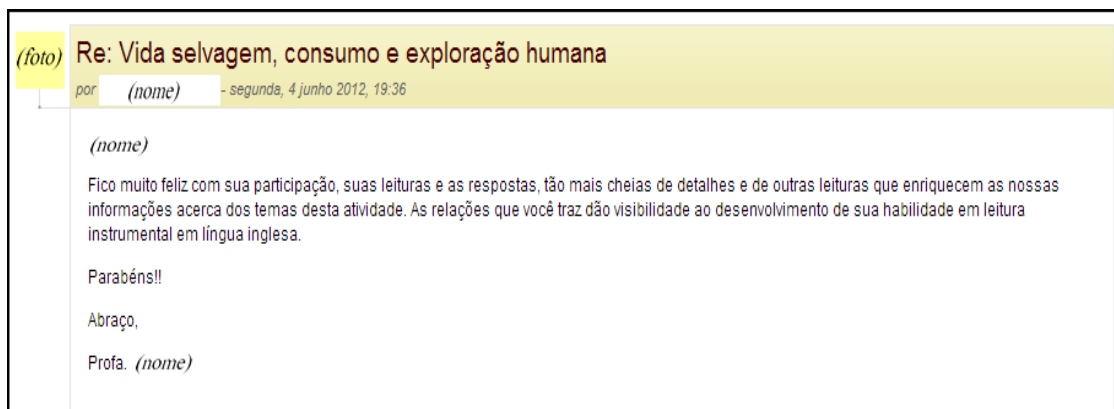 (foto) Re: Vida selvagem, consumo e exploração humana
por (nome) - segunda, 4 junho 2012, 19:36
(nome)
Fico muito feliz com sua participação, suas leituras e as respostas, tão mais cheias de detalhes e de outras leituras que enriquecem as nossas
informações acerca dos temas desta atividade. As relações que você traz dão visibilidade ao desenvolvimento de sua habilidade em leitura
instrumental em língua inglesa.
Parabéns!!
Abraço,
Profa. (nome)